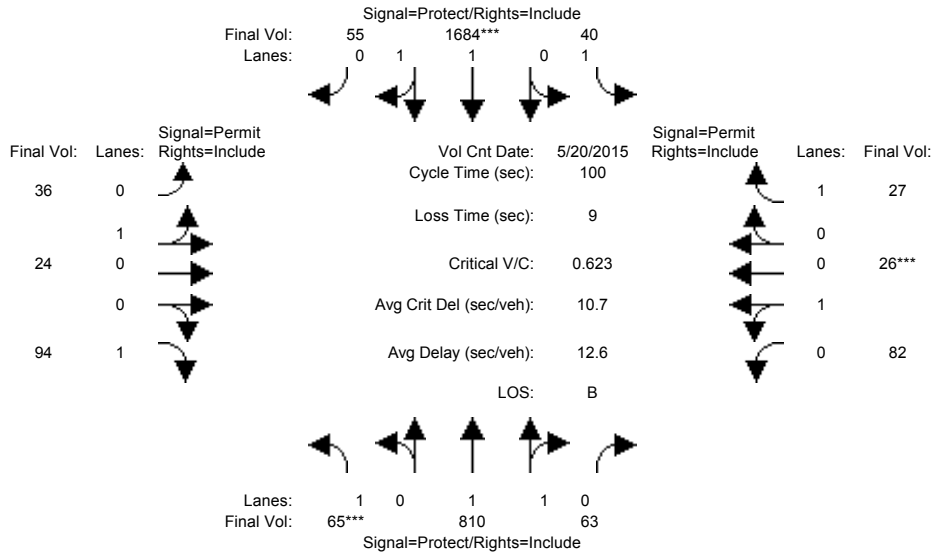 Signal=Protect/Rights=Include
Final Vol: 55 1684*** 40
Lanes: 0 1 1 0 1
Signal=Permit Signal=Permit
Final Vol: Lanes: Rights=Include Vol Cnt Date: 5/20/2015 Rights=Include Lanes: Final Vol:
Cycle Time (sec): 100
36 0 1 27
Loss Time (sec): 9
1 0
24 0 Critical V/C: 0.623 0 26***
0 Avg Crit Del (sec/veh): 10.7 1
94 1 Avg Delay (sec/veh): 12.6 0 82
LOS: B
Lanes: 1 0 1 1 0
Final Vol: 65*** 810 63
Signal=Protect/Rights=Include